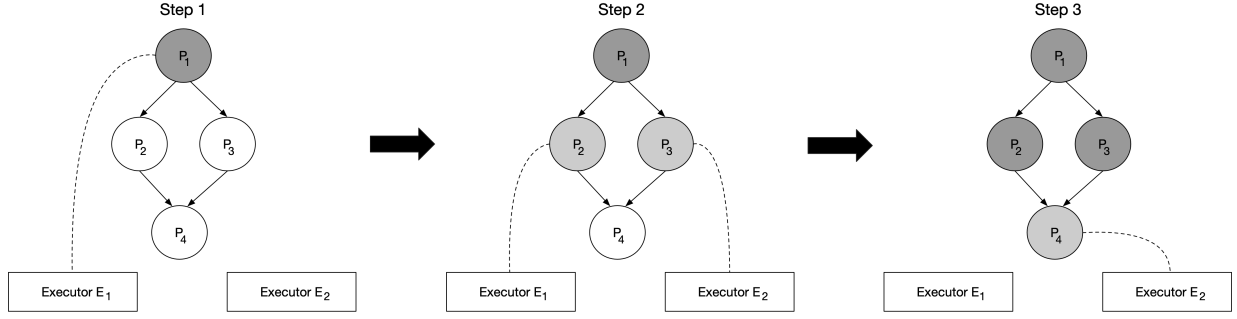 Step 1
P1
P2
P3
P4
Executor E1
Executor E2
Step 2
P1
P2
P3
P4
Executor E1
Executor E2
Step 3
P1
P2
P3
P4
Executor E1
Executor E2